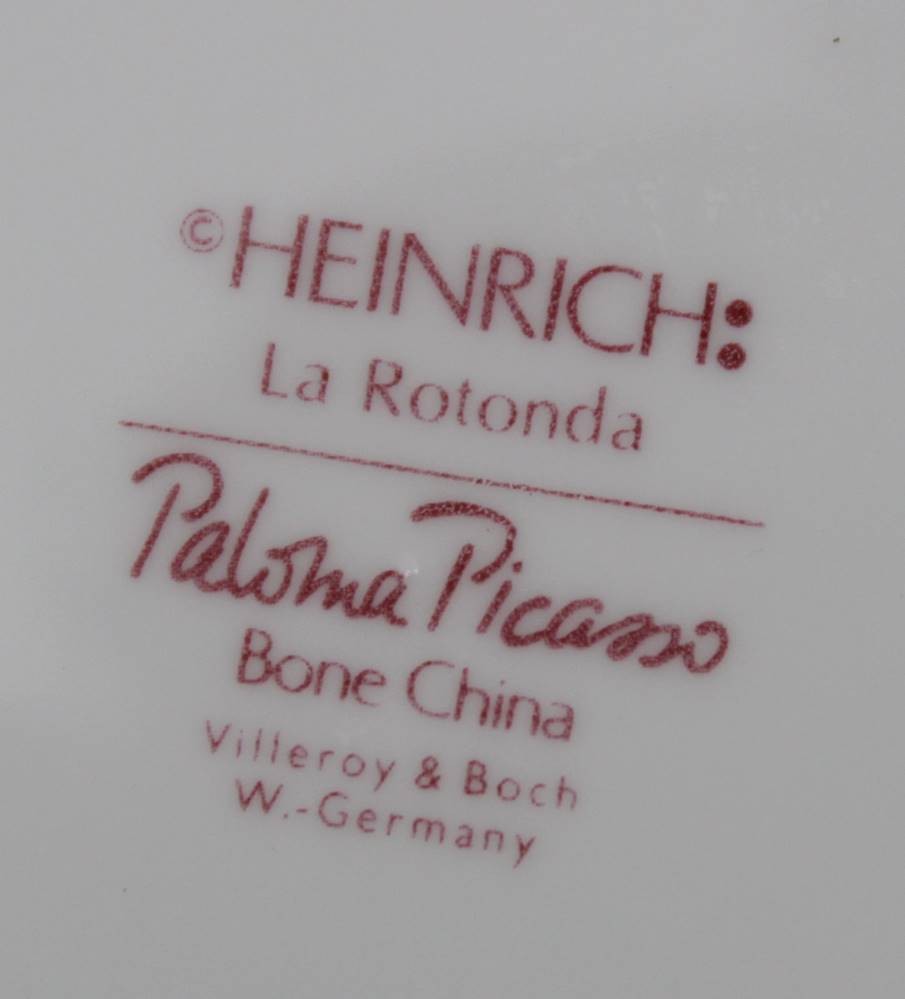 © HEINRICH:
La Rotonda
Paloma Picasso
Bone China
Villeroy & Boch
W.-Germany